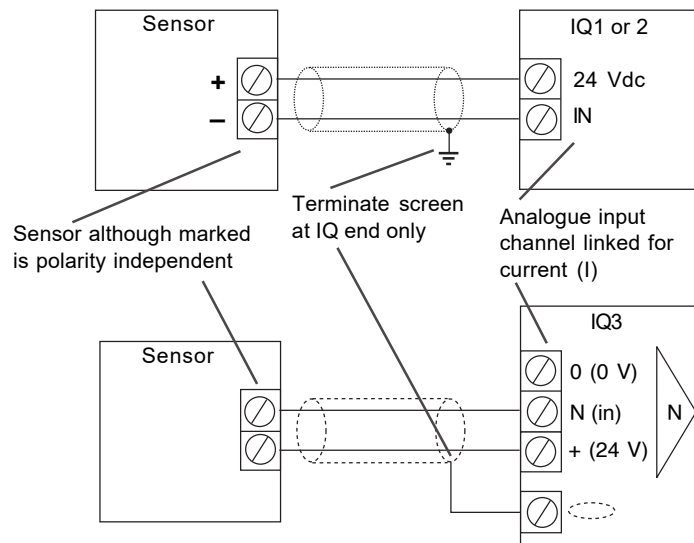 Sensor
IQ1 or 2
+
24 Vdc
–
IN
Terminate screen
at IQ end only
Sensor although marked
is polarity independent
Analogue input
channel linked for
current (I)
IQ3
Sensor
0 (0 V)
N (in)
N
+ (24 V)